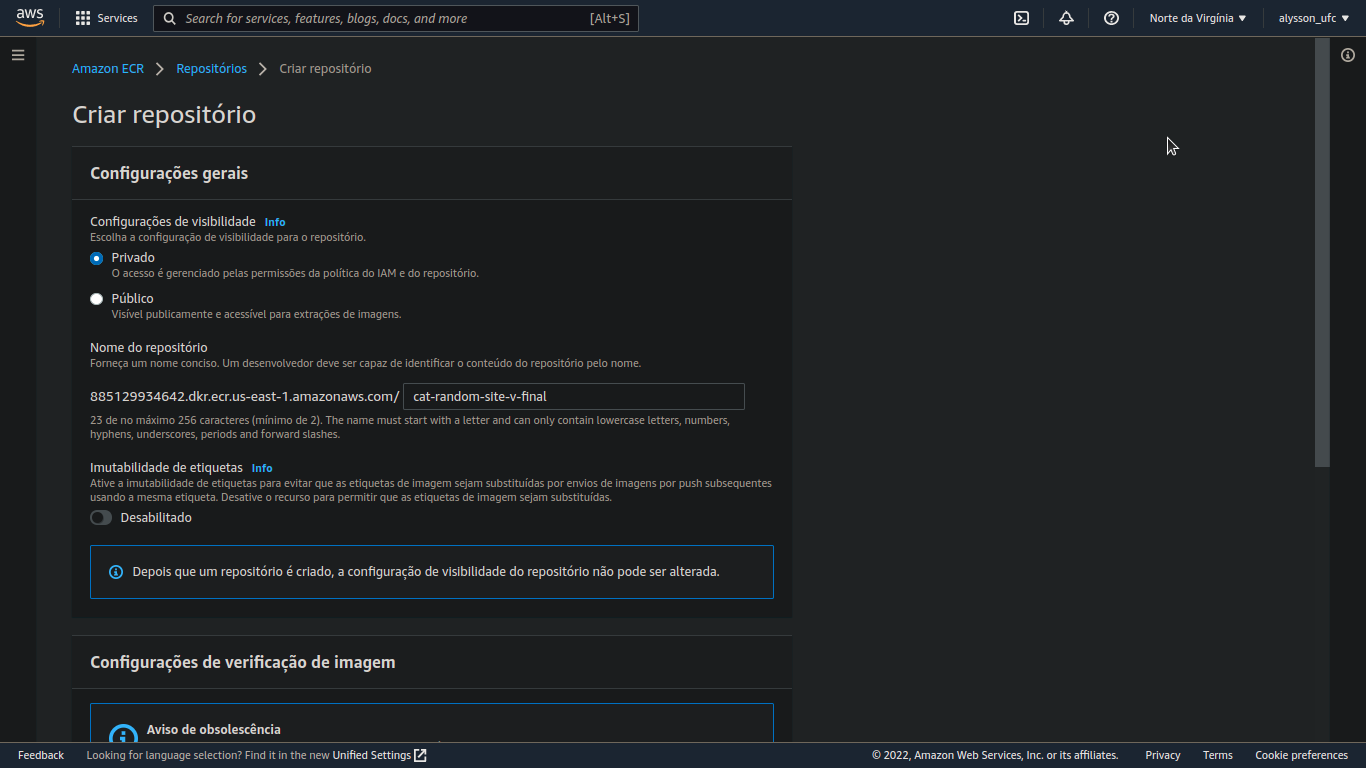 aws Services Search for services, features, blogs, docs, and more [Alt+S] Norte da Virgínia alysson_ufc
Amazon ECR Repositórios Criar repositório
Criar repositório
Configurações gerais
Configurações de visibilidade Info
Escolha a configuração de visibilidade para o repositório.
Privado
O acesso é gerenciado pelas permissões da política do IAM e do repositório.
Público
Visível publicamente e acessível para extrações de imagens.
Nome do repositório
Forneça um nome conciso. Um desenvolvedor deve ser capaz de identificar o conteúdo do repositório pelo nome.
885129934642.dkr.ecr.us-east-1.amazonaws.com/ cat-random-site-v-final
23 de no máximo 256 caracteres (mínimo de 2). The name must start with a letter and can only contain lowercase letters, numbers,
hyphens, underscores, periods and forward slashes.
Imutabilidade de etiquetas Info
Ative a imutabilidade de etiquetas para evitar que as etiquetas de imagem sejam substituídas por envios de imagens por push subsequentes
usando a mesma etiqueta. Desative o recurso para permitir que as etiquetas de imagem sejam substituídas.
Desabilitado
Depois que um repositório é criado, a configuração de visibilidade do repositório não pode ser alterada.
Configurações de verificação de imagem
Aviso de obsolescência
Feedback Looking for language selection? Find it in the new Unified Settings © 2022, Amazon Web Services, Inc. or its affiliates. Privacy Terms Cookie preferences